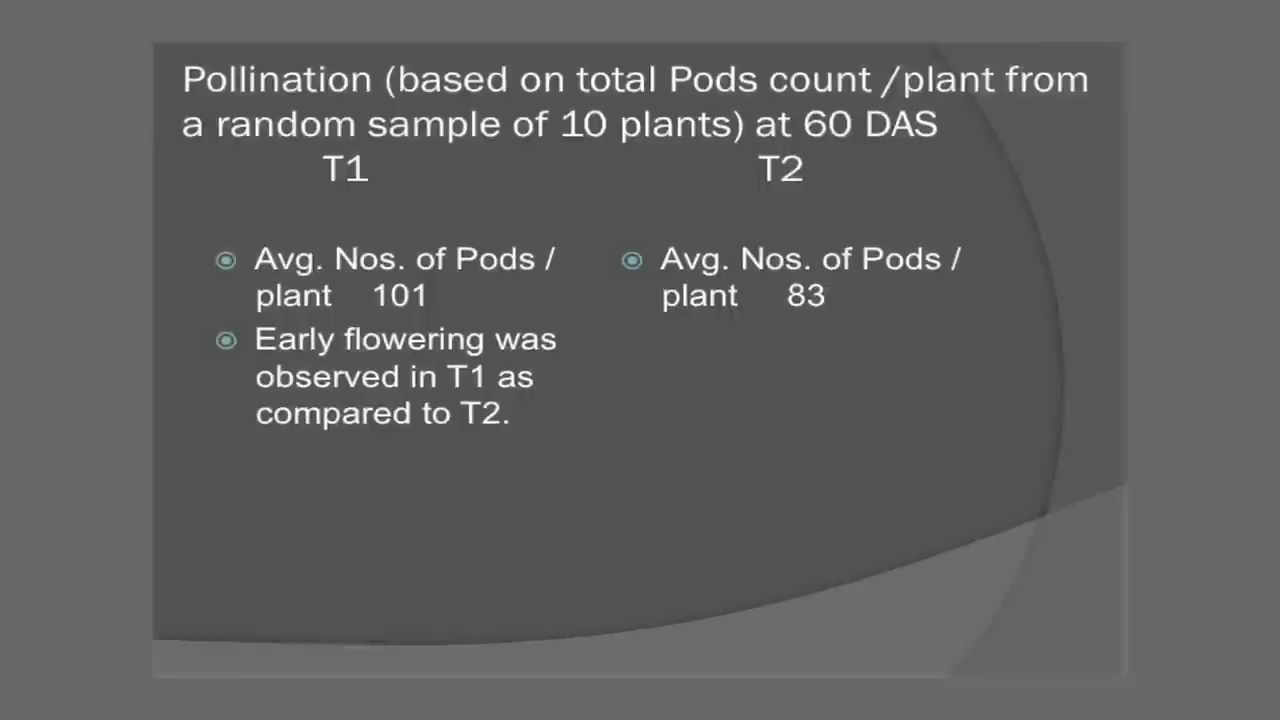 Pollination (based on total Pods count /plant from
a random sample of 10 plants) at 60 DAS
T1 T2
Avg. Nos. of Pods /
plant 101
Early flowering was
observed in T1 as
compared to T2.
Avg. Nos. of Pods /
plant 83